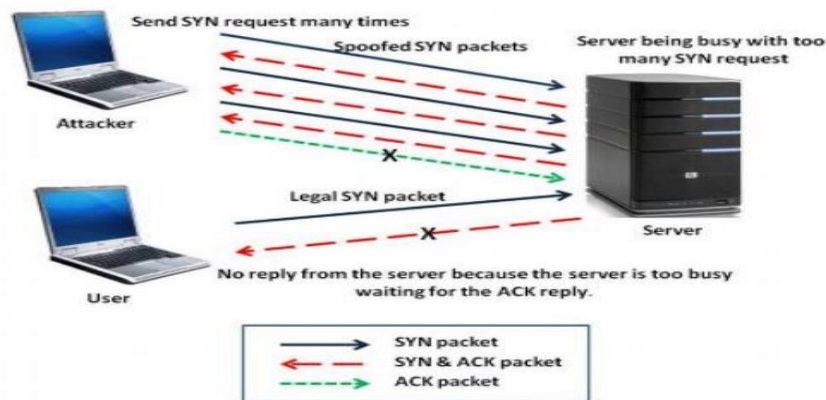 Send SYN request many times
Spoofed SYN packets
Server being busy with too
many SYN request
Attacker
X
Legal SYN packet
X
Server
User
No reply from the server because the server is too busy
waiting for the ACK reply.
SYN packet
SYN & ACK packet
ACK packet